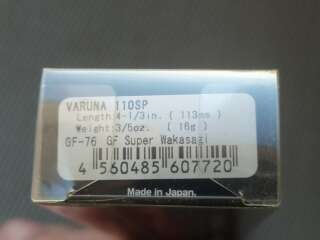 VARUNA 110SP
Length:4-1/3in. ( 113mm )
Weight:3/5oz. ( 16g )
GF-76 GF Super Wakasagi
4 560485 607720
Made in Japan.